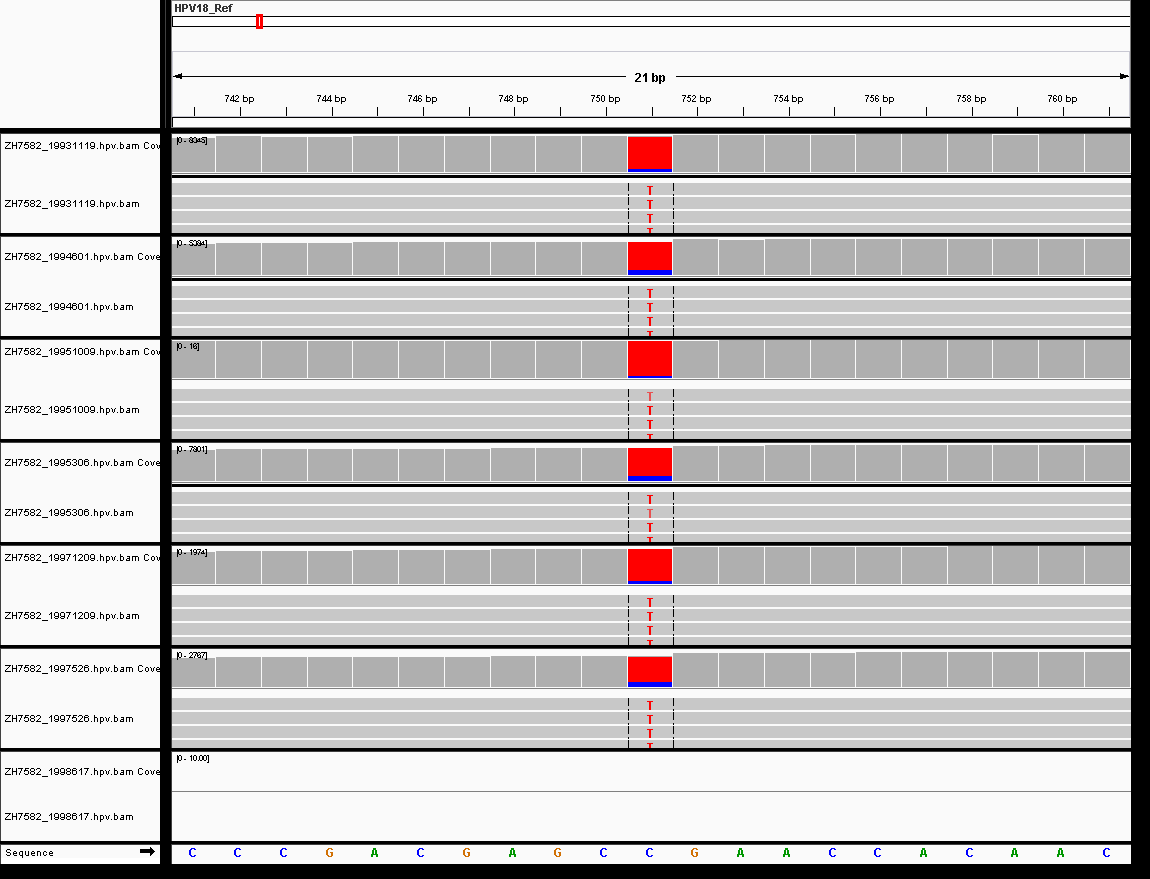 HPV18_Ref
21 bp
742 bp 744 bp 746 bp 748 bp 750 bp 752 bp 754 bp 756 bp 758 bp 760 bp
ZH7582_19931119.hpv.bam Cov
[0 - 8345]
ZH7582_19931119.hpv.bam
T
T
T
T
ZH7582_1994601.hpv.bam Cove
[0 - 5394]
ZH7582_1994601.hpv.bam
T
T
T
T
ZH7582_19951009.hpv.bam Cov
[0 - 16]
ZH7582_19951009.hpv.bam
T
T
T
T
ZH7582_1995306.hpv.bam Cove
[0 - 7801]
ZH7582_1995306.hpv.bam
T
T
T
T
ZH7582_19971209.hpv.bam Cov
[0 - 1974]
ZH7582_19971209.hpv.bam
T
T
T
T
ZH7582_1997526.hpv.bam Cove
[0 - 2767]
ZH7582_1997526.hpv.bam
T
T
T
T
ZH7582_1998617.hpv.bam Cove
[0 - 10.00]
ZH7582_1998617.hpv.bam
Sequence C C C G A C G A G C C G A A C C A C A A C